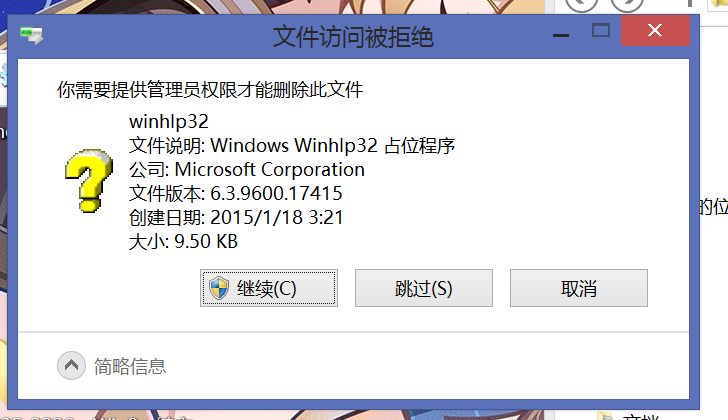 文件访问被拒绝
你需要提供管理员权限才能删除此文件
winhlp32
文件说明: Windows Winhlp32 占位程序
公司: Microsoft Corporation
文件版本: 6.3.9600.17415
创建日期: 2015/1/18 3:21
大小: 9.50 KB
继续(C)
跳过(S)
取消
简略信息
的位
文档